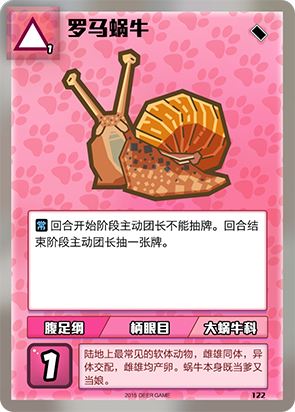 罗马蜗牛
1
常 回合开始阶段主动团长不能抽牌。回合结
束阶段主动团长抽一张牌。
腹足纲 柄眼目 大蜗牛科
1
陆地上最常见的软体动物，雌雄同体，异
体交配，雌雄均产卵。蜗牛本身既当爹又
当娘。
2015 DEER GAME
122